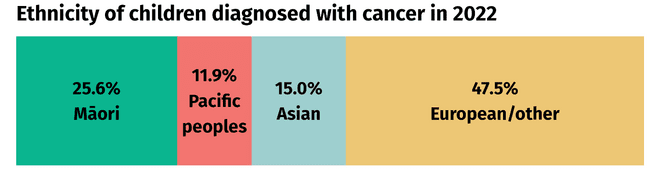 Ethnicity of children diagnosed with cancer in 2022
25.6%
Māori
11.9%
Pacific
peoples
15.0%
Asian
47.5%
European/other